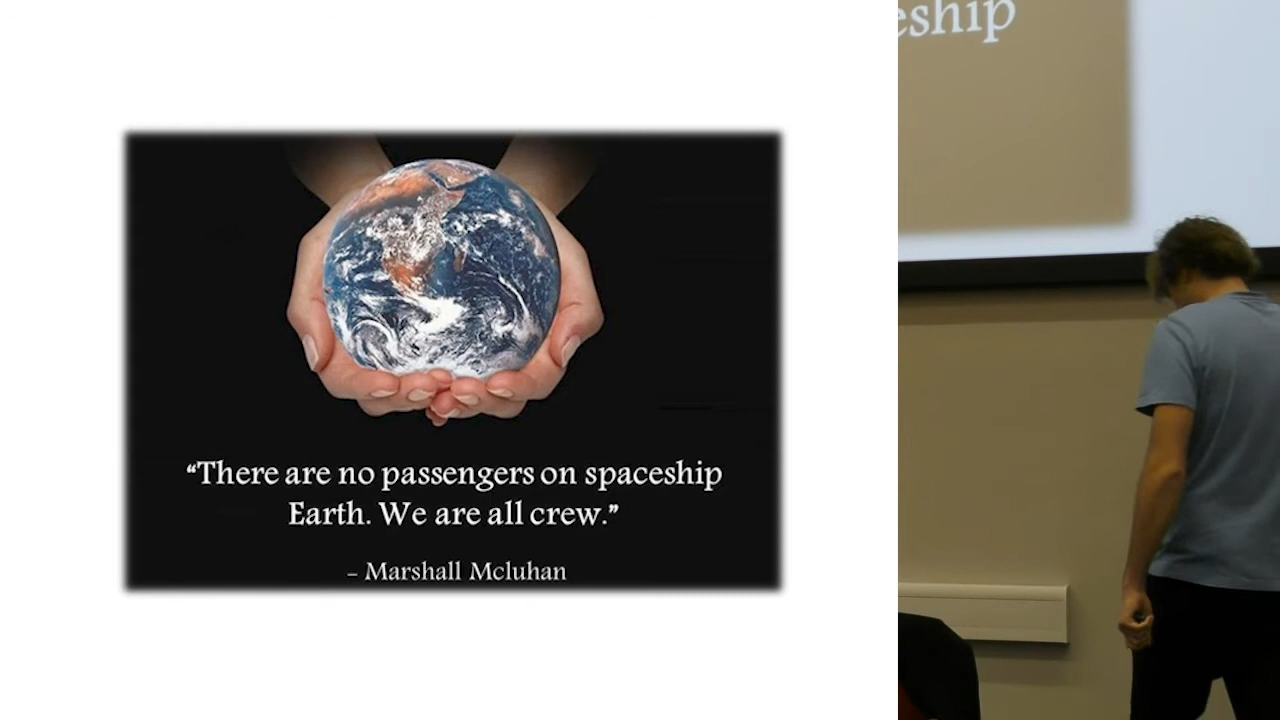 “There are no passengers on spaceship
Earth. We are all crew.”
– Marshall Mcluhan
eship